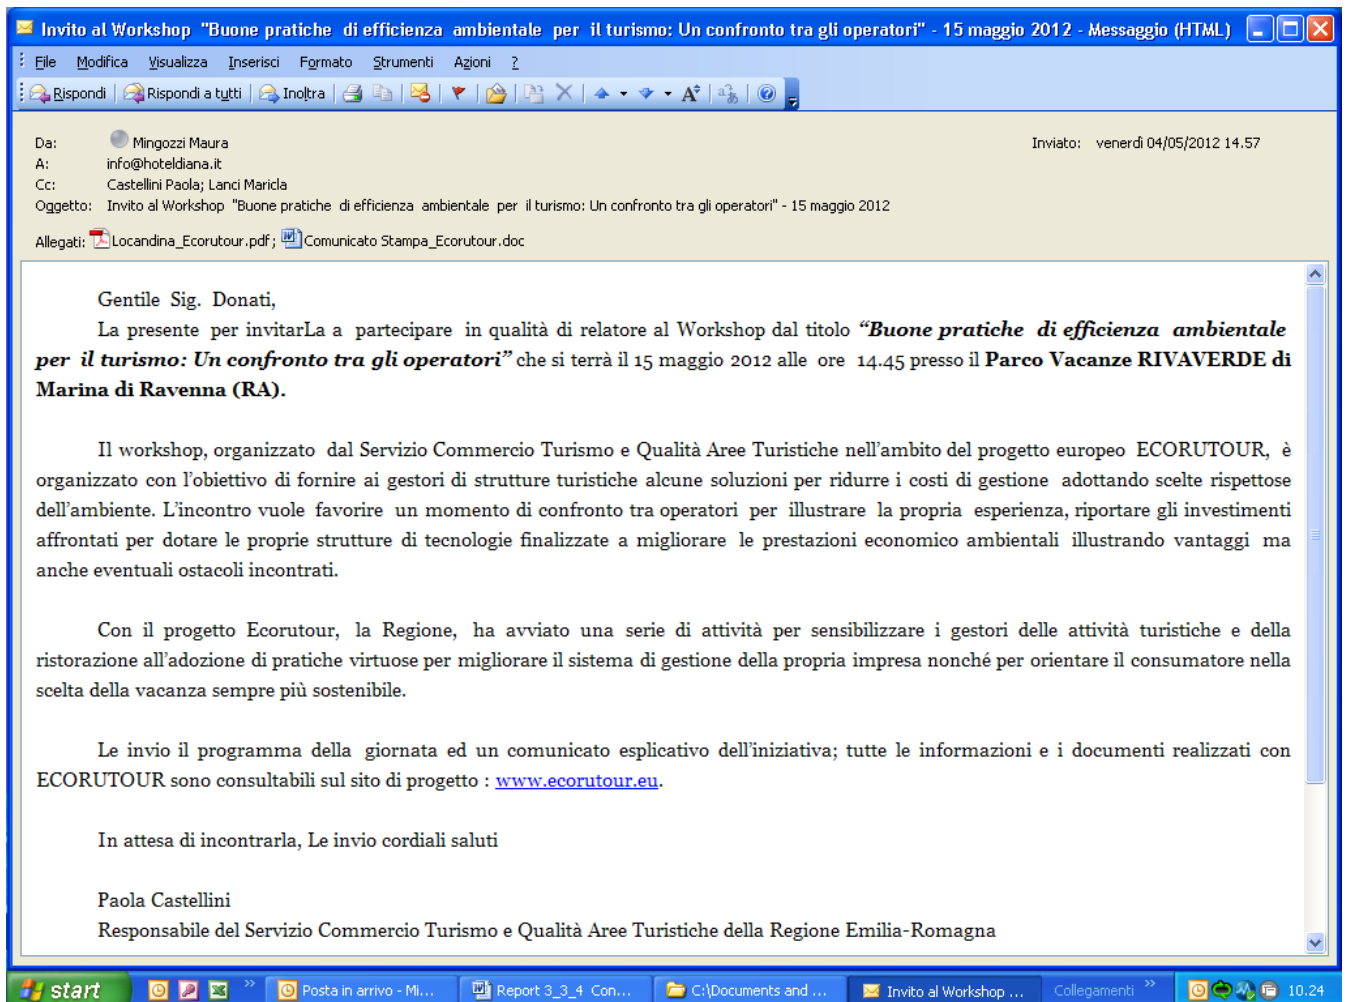 Invito al Workshop "Buone pratiche di efficienza ambientale per il turismo: Un confronto tra gli operatori" - 15 maggio 2012 - Messaggio (HTML)
File Modifica Visualizza Inserisci Formato Strumenti Azioni ?
Rispondi Rispondi a tutti Inoltra
Da: Mingozzi Maura Inviato: venerdì 04/05/2012 14.57
A: info@hoteldiana.it
Cc: Castellini Paola; Lanci Maricla
Oggetto: Invito al Workshop "Buone pratiche di efficienza ambientale per il turismo: Un confronto tra gli operatori" - 15 maggio 2012
Allegati: Locandina_Ecorutour.pdf; Comunicato Stampa_Ecorutour.doc
Gentile Sig. Donati,
La presente per invitarLa a partecipare in qualità di relatore al Workshop dal titolo “Buone pratiche di efficienza ambientale
per il turismo: Un confronto tra gli operatori” che si terrà il 15 maggio 2012 alle ore 14.45 presso il Parco Vacanze RIVAVERDE di
Marina di Ravenna (RA).
Il workshop, organizzato dal Servizio Commercio Turismo e Qualità Aree Turistiche nell’ambito del progetto europeo ECORUTOUR, è
organizzato con l’obiettivo di fornire ai gestori di strutture turistiche alcune soluzioni per ridurre i costi di gestione adottando scelte rispettose
dell’ambiente. L’incontro vuole favorire un momento di confronto tra operatori per illustrare la propria esperienza, riportare gli investimenti
affrontati per dotare le proprie strutture di tecnologie finalizzate a migliorare le prestazioni economico ambientali illustrando vantaggi ma
anche eventuali ostacoli incontrati.
Con il progetto Ecorutour, la Regione, ha avviato una serie di attività per sensibilizzare i gestori delle attività turistiche e della
ristorazione all’adozione di pratiche virtuose per migliorare il sistema di gestione della propria impresa nonché per orientare il consumatore nella
scelta della vacanza sempre più sostenibile.
Le invio il programma della giornata ed un comunicato esplicativo dell’iniziativa; tutte le informazioni e i documenti realizzati con
ECORUTOUR sono consultabili sul sito di progetto : www.ecorutour.eu.
In attesa di incontrarla, Le invio cordiali saluti
Paola Castellini
Responsabile del Servizio Commercio Turismo e Qualità Aree Turistiche della Regione Emilia-Romagna
start Posta in arrivo - Mi... Report 3_3_4 Con... C:\Documents and ... Invito al Workshop ... Collegamenti » 10.24